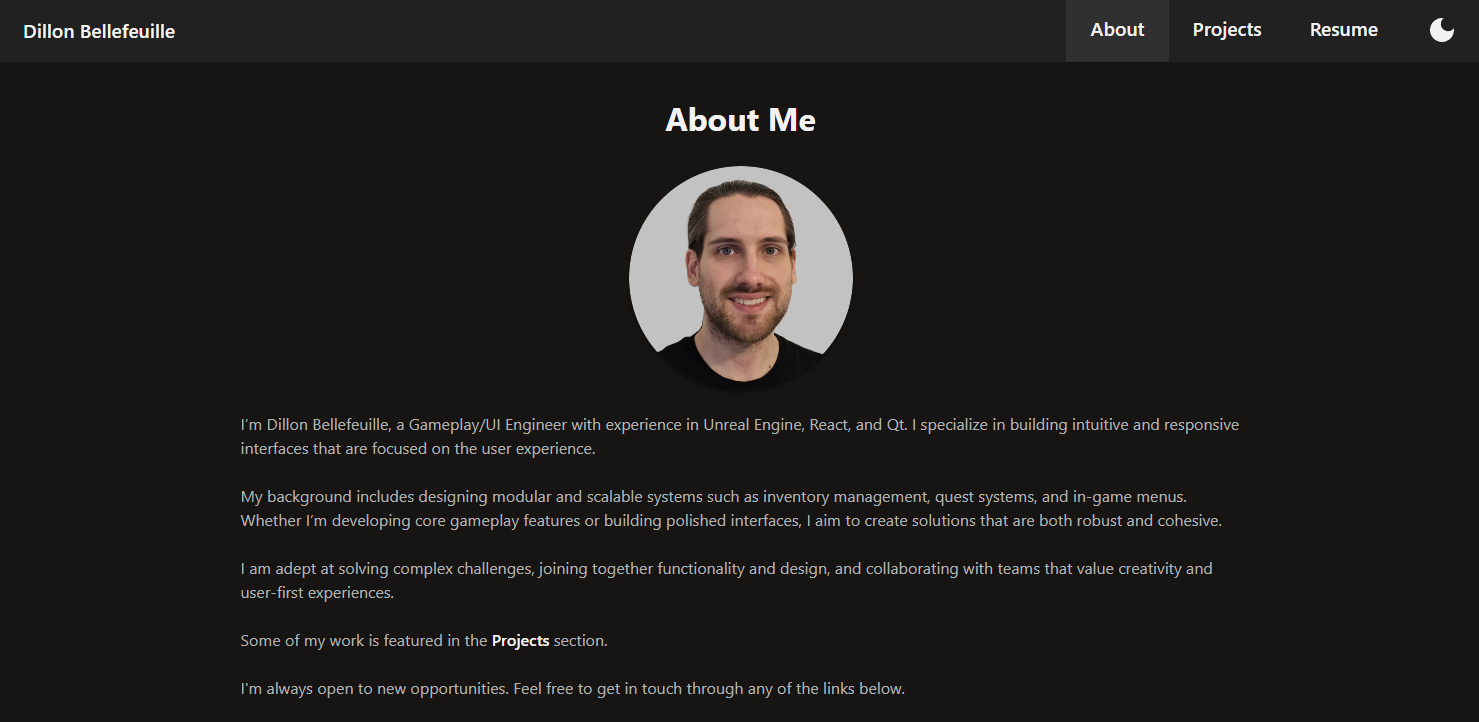 Dillon Bellefeuille
About
Projects
Resume
About Me
I’m Dillon Bellefeuille, a Gameplay/UI Engineer with experience in Unreal Engine, React, and Qt. I specialize in building intuitive and responsive
interfaces that are focused on the user experience.
My background includes designing modular and scalable systems such as inventory management, quest systems, and in-game menus.
Whether I’m developing core gameplay features or building polished interfaces, I aim to create solutions that are both robust and cohesive.
I am adept at solving complex challenges, joining together functionality and design, and collaborating with teams that value creativity and
user-first experiences.
Some of my work is featured in the Projects section.
I'm always open to new opportunities. Feel free to get in touch through any of the links below.